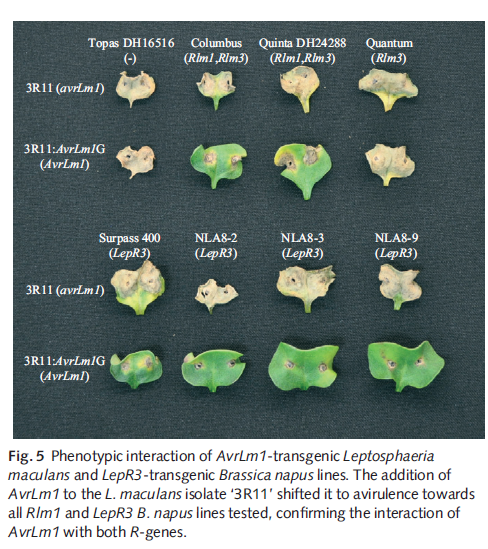 Topas DH16516 Columbus Quinta DH24288 Quantum
(-) (Rlm1,Rlm3) (Rlm1,Rlm3) (Rlm3)
3R11 (avrLm1)
3R11:AvrLm1G
(AvrLm1)
Surpass 400 NLA8-2 NLA8-3 NLA8-9
(LepR3) (LepR3) (LepR3) (LepR3)
3R11 (avrLm1)
3R11:AvrLm1G
(AvrLm1)
Fig. 5 Phenotypic interaction of AvrLm1-transgenic Leptosphaeria
maculans and LepR3-transgenic Brassica napus lines. The addition of
AvrLm1 to the L. maculans isolate ‘3R11’ shifted it to avirulence towards
all Rlm1 and LepR3 B. napus lines tested, confirming the interaction of
AvrLm1 with both R-genes.